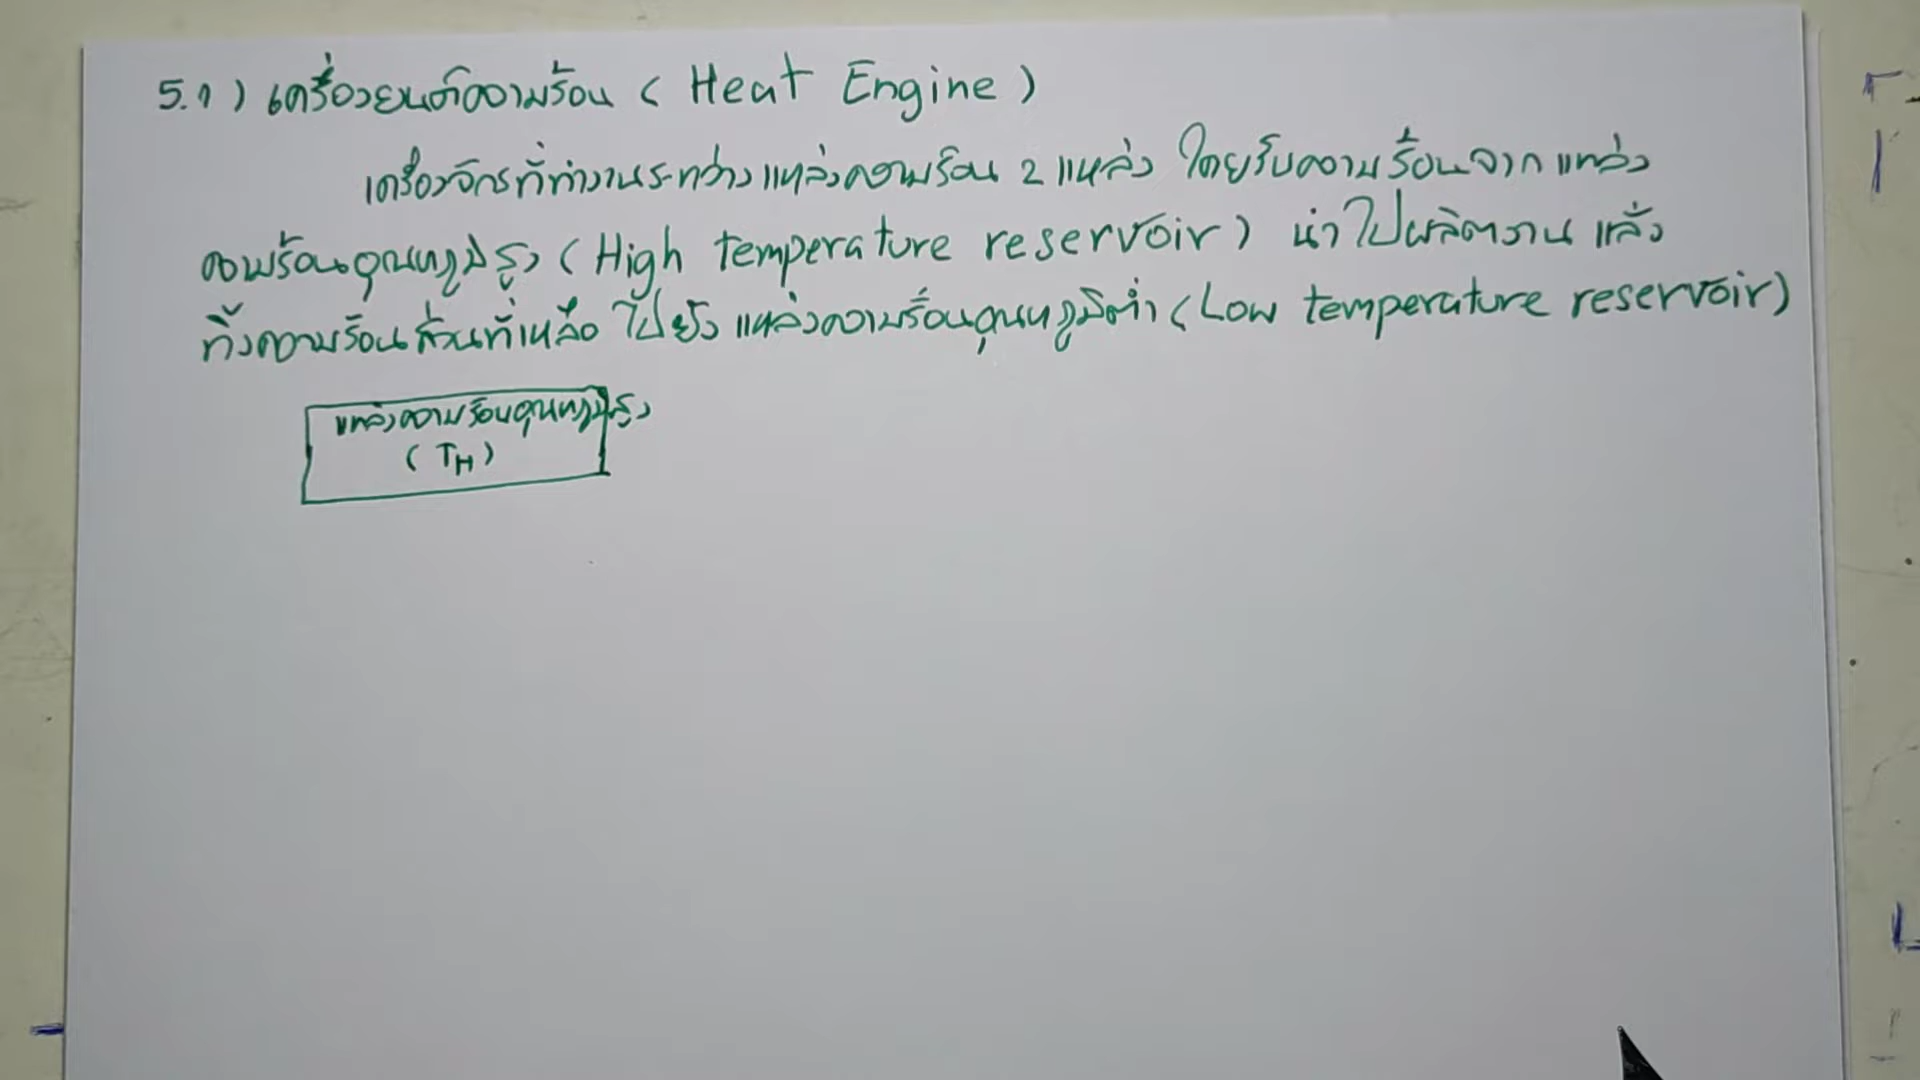 5.1) เครื่องยนต์ความร้อน (Heat Engine)
เครื่องจักรที่ทำงานระหว่างแหล่งความร้อน 2 แหล่ง โดยรับความร้อนจากแหล่ง
ความร้อนอุณหภูมิสูง (High temperature reservoir) นำไปผลิตงาน แล้ว
ทิ้งความร้อนส่วนที่เหลือ ไปยัง แหล่งความร้อนอุณหภูมิต่ำ (Low temperature reservoir)
แหล่งความร้อนอุณหภูมิสูง
(TH)